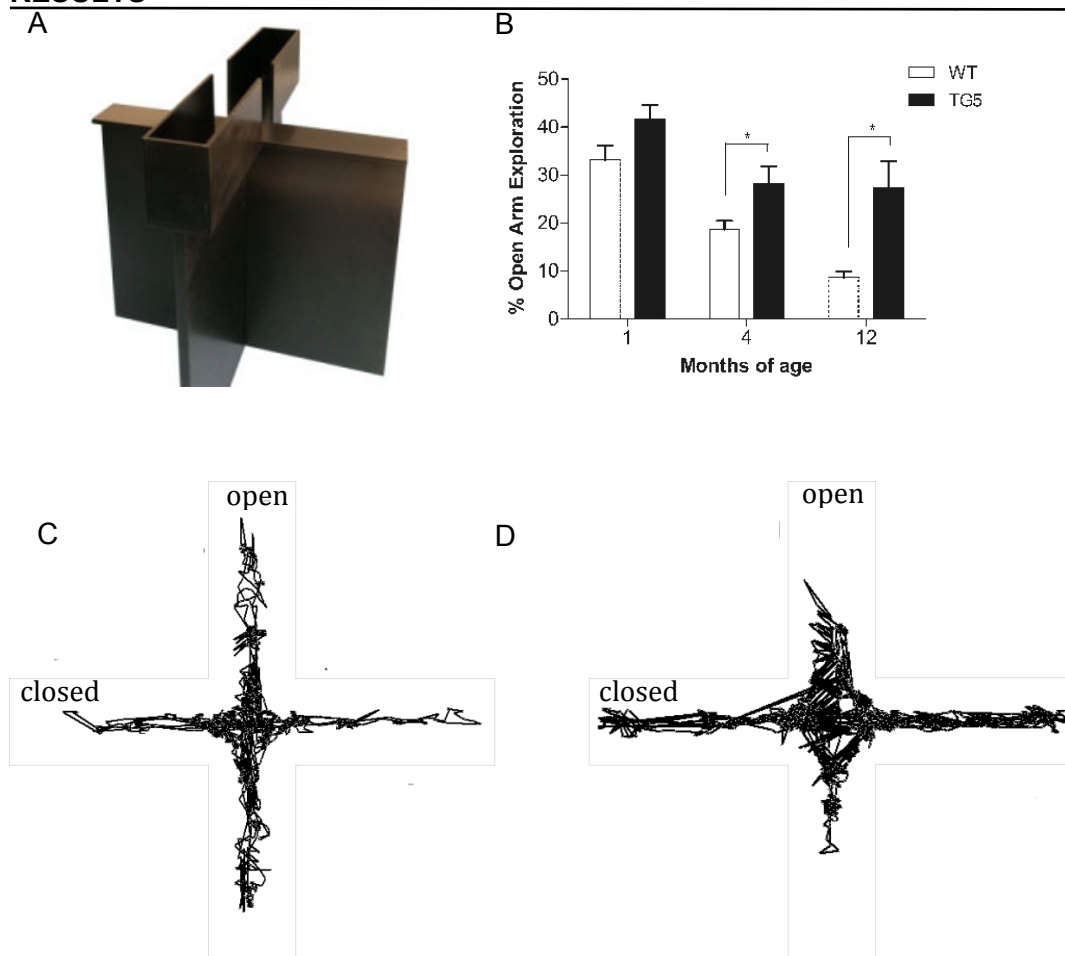 A
B
WT
TG5
50
40
30
20
10
0
% Open Arm Exploration
*
*
1
4
12
Months of age
open
open
C
D
closed
closed